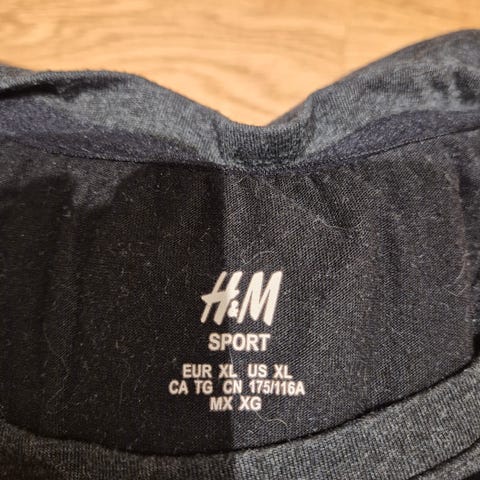 H&M
SPORT
EUR XL US XL
CA TG CN 175/116A
MX XG